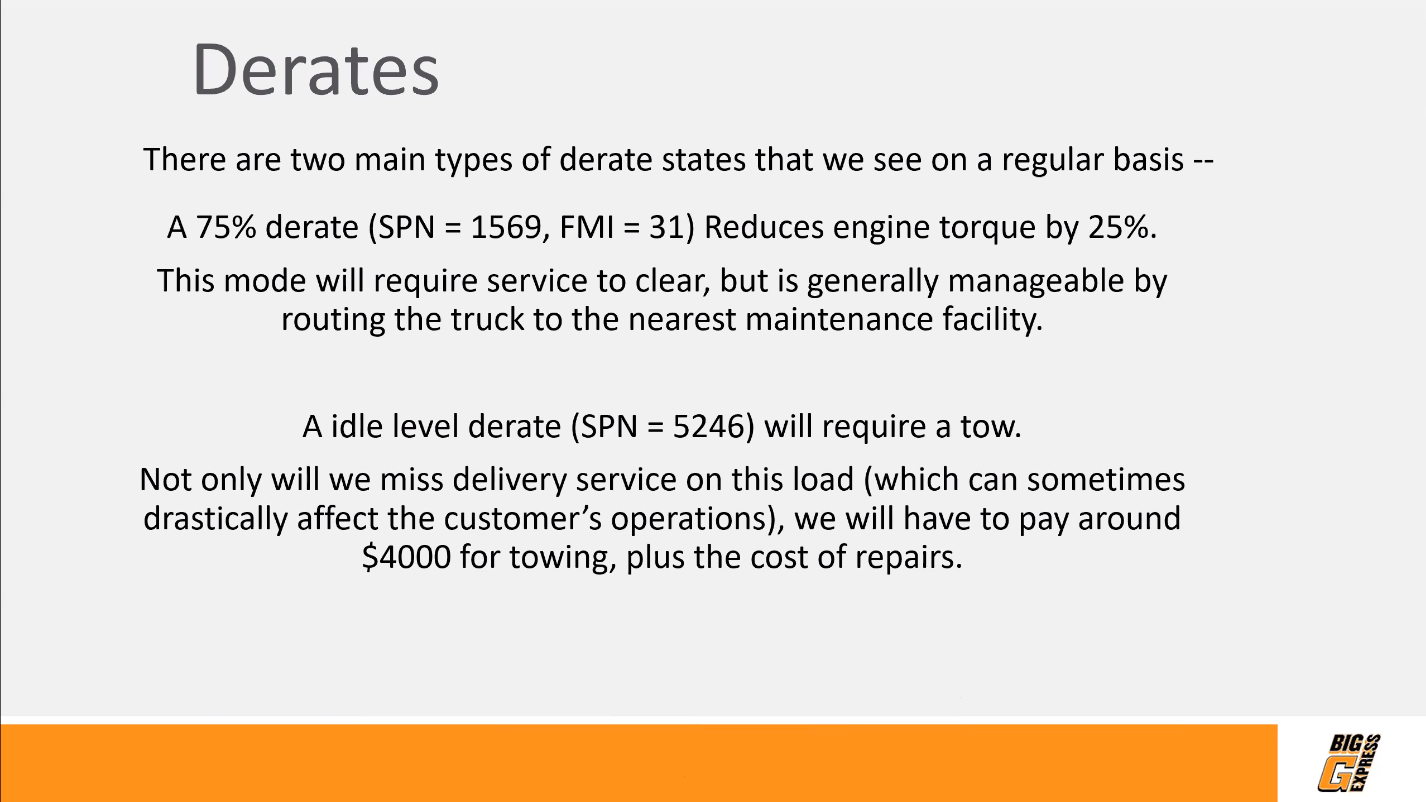 Derates
There are two main types of derate states that we see on a regular basis --
A 75% derate (SPN = 1569, FMI = 31) Reduces engine torque by 25%.
This mode will require service to clear, but is generally manageable by
routing the truck to the nearest maintenance facility.
A idle level derate (SPN = 5246) will require a tow.
Not only will we miss delivery service on this load (which can sometimes
drastically affect the customer’s operations), we will have to pay around
$4000 for towing, plus the cost of repairs.
BIG
G
EXPRESS